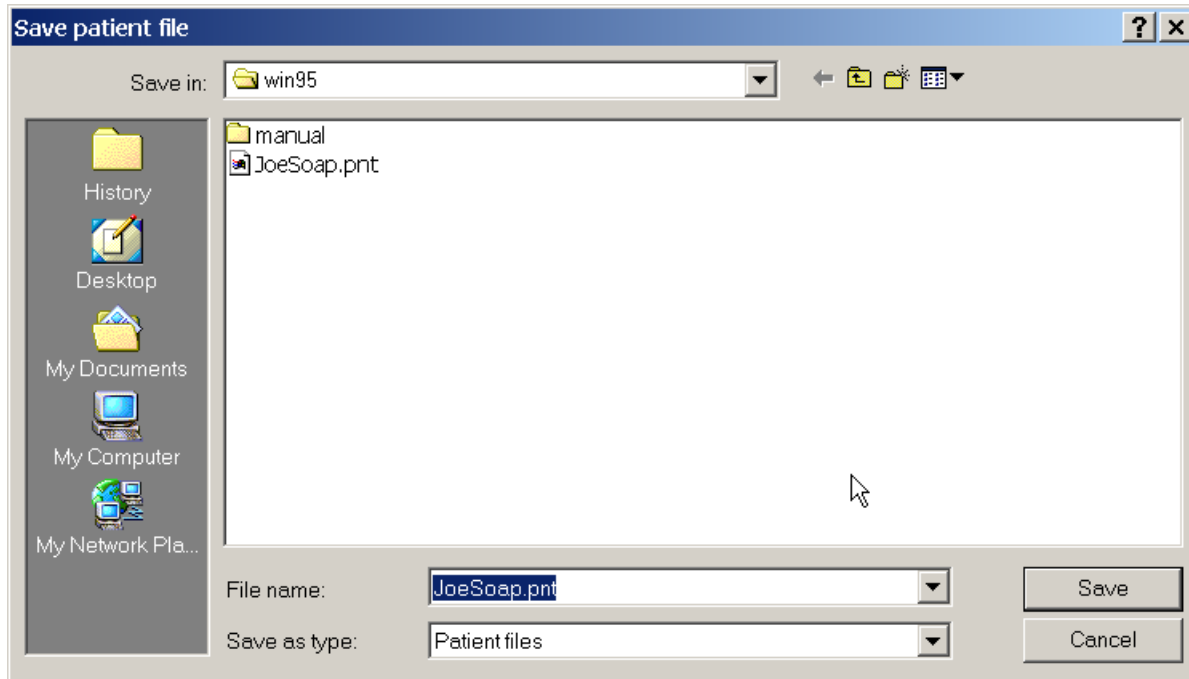 Save patient file
Save in: win95
manual
JoeSoap.pnt
History
Desktop
My Documents
My Computer
My Network Pla...
File name: JoeSoap.pnt Save
Save as type: Patient files Cancel